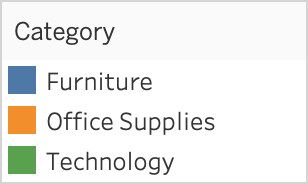 Category
Furniture
Office Supplies
Technology